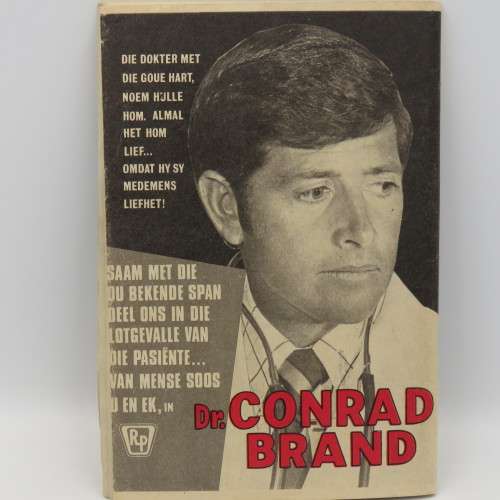 DIE DOKTER MET
DIE GOUE HART,
NOEM HULLE
HOM. ALMAL
HET HOM
LIEF...
OMDAT HY SY
MEDEMENS
LIEFHET!
SAAM MET DIE
OU BEKENDE SPAN
DEEL ONS IN DIE
LOTGEVALLE VAN
DIE PASIËNTE...
VAN MENSE SOOS
U EN EK, IN
RP
Dr. CONRAD
BRAND